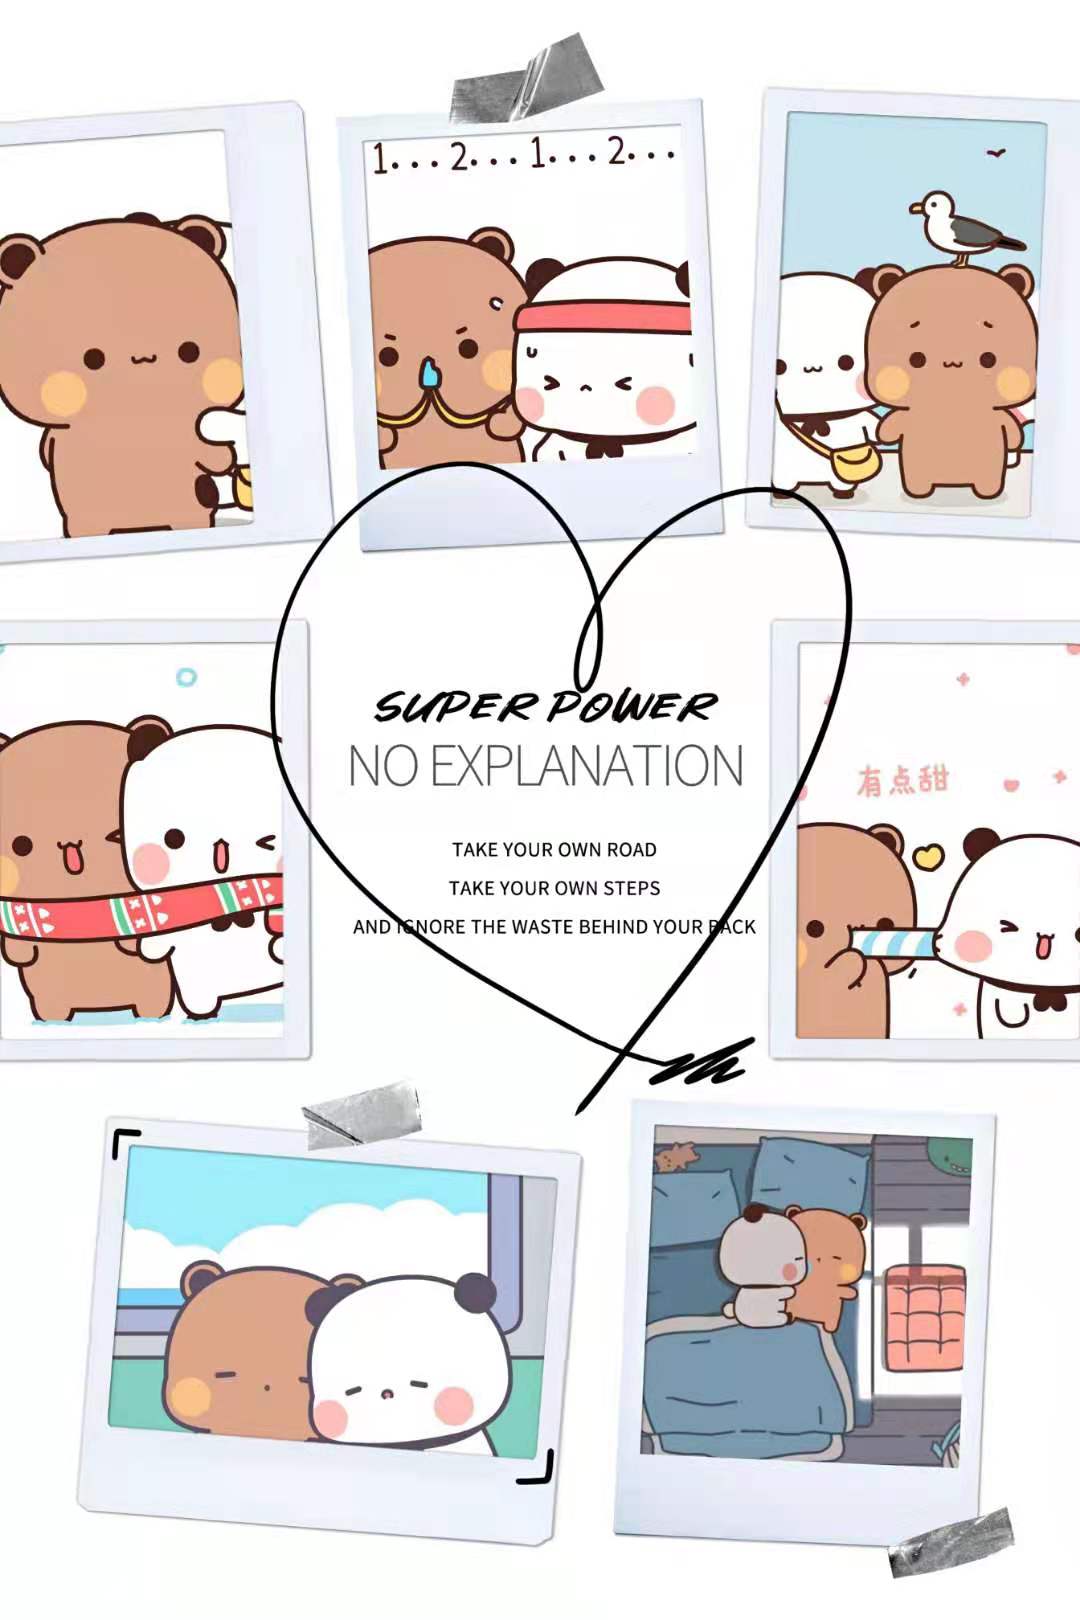 1...2...1...2...
SUPER POWER
NO EXPLANATION
有点甜
TAKE YOUR OWN ROAD
TAKE YOUR OWN STEPS
AND IGNORE THE WASTE BEHIND YOUR BACK